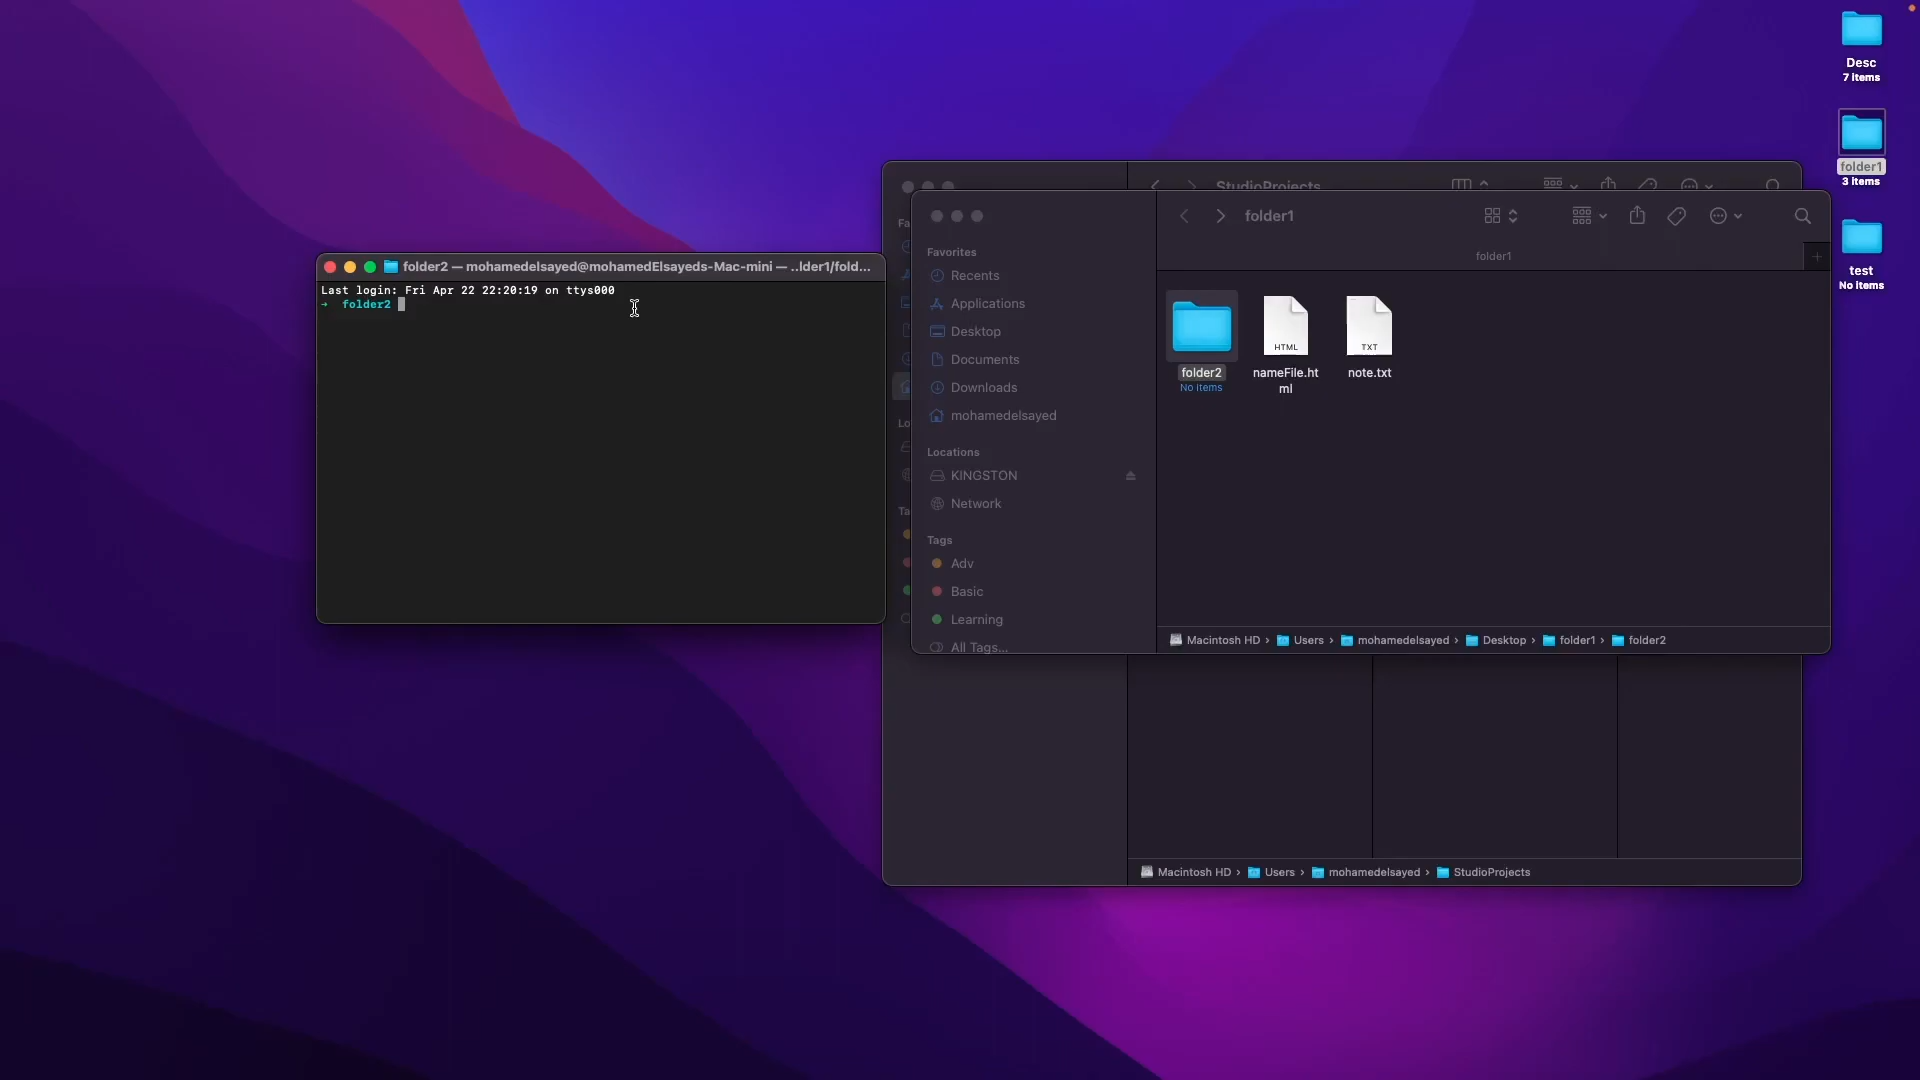 Desc
7 items
folder1
3 items
test
No items
StudioProjects
Fa
Lo
Ta
folder1
folder1
Favorites
Recents
Applications
Desktop
Documents
Downloads
mohamedelsayed
Locations
KINGSTON
Network
Tags
Adv
Basic
Learning
All Tags...
folder2
No items
HTML
nameFile.ht
ml
TXT
note.txt
Macintosh HD › Users › mohamedelsayed › Desktop › folder1 › folder2
Macintosh HD › Users › mohamedelsayed › StudioProjects
folder2 — mohamedelsayed@mohamedElsayeds-Mac-mini — ..lder1/fold...
Last login: Fri Apr 22 22:20:19 on ttys000
→ folder2